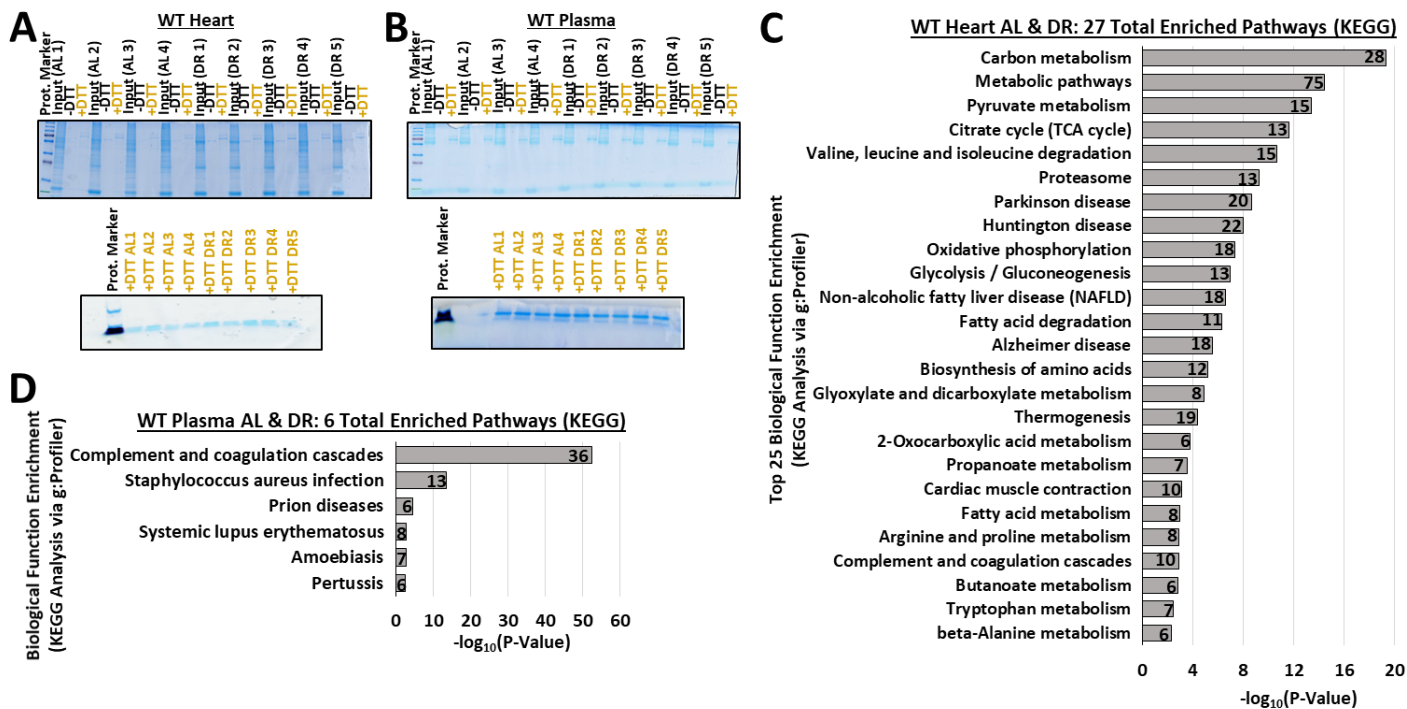 A
WT Heart
Prot. Marker
Input (AL 1)
-DTT
+DTT
Input (AL 2)
-DTT
+DTT
Input (AL 3)
-DTT
+DTT
Input (AL 4)
-DTT
+DTT
Input (DR 1)
-DTT
+DTT
Input (DR 2)
-DTT
+DTT
Input (DR 3)
-DTT
+DTT
Input (DR 4)
-DTT
+DTT
Input (DR 5)
-DTT
+DTT
Prot. Marker
+DTT AL1
+DTT AL2
+DTT AL3
+DTT AL4
+DTT DR1
+DTT DR2
+DTT DR3
+DTT DR4
+DTT DR5
B
WT Plasma
Prot. Marker
Input (AL 1)
-DTT
+DTT
Input (AL 2)
-DTT
+DTT
Input (AL 3)
-DTT
+DTT
Input (AL 4)
-DTT
+DTT
Input (DR 1)
-DTT
+DTT
Input (DR 2)
-DTT
+DTT
Input (DR 3)
-DTT
+DTT
Input (DR 4)
-DTT
+DTT
Input (DR 5)
-DTT
+DTT
Prot. Marker
+DTT AL1
+DTT AL2
+DTT AL3
+DTT AL4
+DTT DR1
+DTT DR2
+DTT DR3
+DTT DR4
+DTT DR5
C
WT Heart AL & DR: 27 Total Enriched Pathways (KEGG)
Top 25 Biological Function Enrichment
(KEGG Analysis via g:Profiler)
Carbon metabolism 28
Metabolic pathways 75
Pyruvate metabolism 15
Citrate cycle (TCA cycle) 13
Valine, leucine and isoleucine degradation 15
Proteasome 13
Parkinson disease 20
Huntington disease 22
Oxidative phosphorylation 18
Glycolysis / Gluconeogenesis 13
Non-alcoholic fatty liver disease (NAFLD) 18
Fatty acid degradation 11
Alzheimer disease 18
Biosynthesis of amino acids 12
Glyoxylate and dicarboxylate metabolism 8
Thermogenesis 19
2-Oxocarboxylic acid metabolism 6
Propanoate metabolism 7
Cardiac muscle contraction 10
Fatty acid metabolism 8
Arginine and proline metabolism 8
Complement and coagulation cascades 10
Butanoate metabolism 6
Tryptophan metabolism 7
beta-Alanine metabolism 6
0 4 8 12 16 20
-log10(P-Value)
D
WT Plasma AL & DR: 6 Total Enriched Pathways (KEGG)
Biological Function Enrichment
(KEGG Analysis via g:Profiler)
Complement and coagulation cascades 36
Staphylococcus aureus infection 13
Prion diseases 6
Systemic lupus erythematosus 8
Amoebiasis 7
Pertussis 6
0 10 20 30 40 50 60
-log10(P-Value)